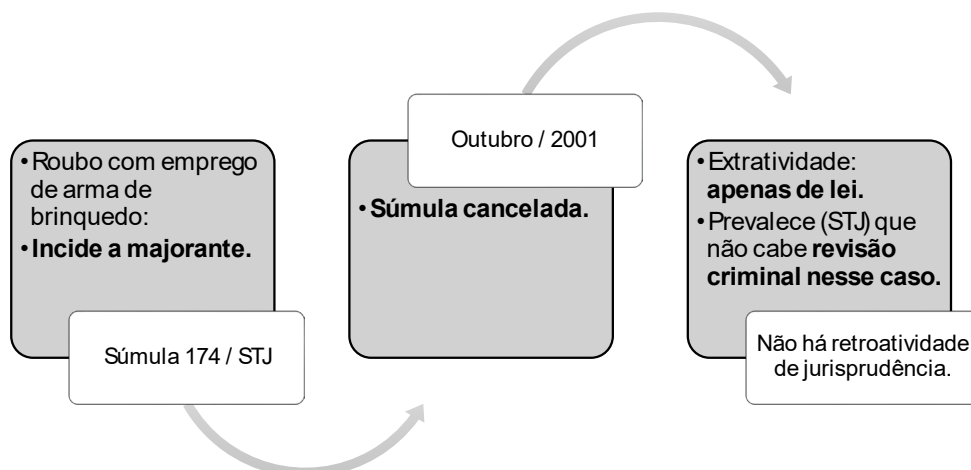 • Roubo com emprego
de arma de
brinquedo:
• Incide a majorante.
Súmula 174 / STJ
Outubro / 2001
• Súmula cancelada.
• Extratividade:
apenas de lei.
• Prevalece (STJ) que
não cabe revisão
criminal nesse caso.
Não há retroatividade
de jurisprudência.